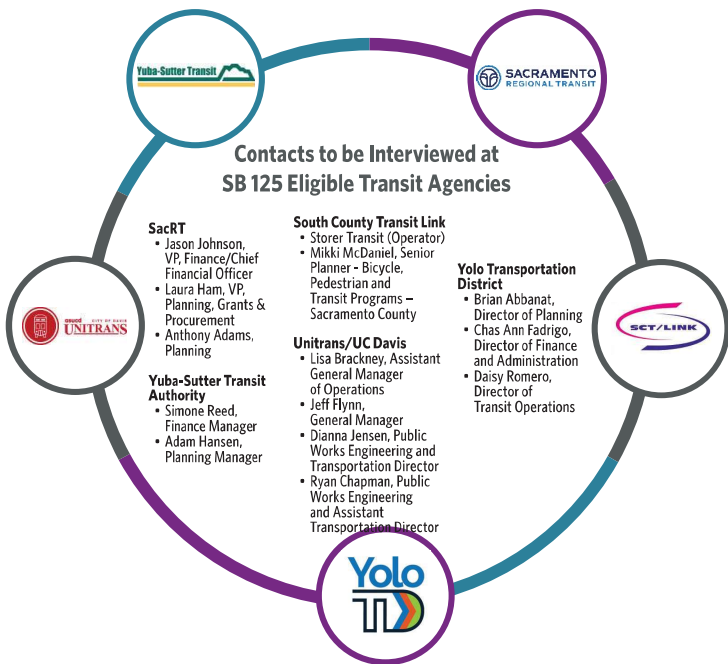 Yuba-Sutter Transit
SACRAMENTO
REGIONAL TRANSIT
Contacts to be Interviewed at
SB 125 Eligible Transit Agencies
SacRT
• Jason Johnson,
VP, Finance/Chief
Financial Officer
• Laura Ham, VP,
Planning, Grants &
Procurement
• Anthony Adams,
Planning
Yuba-Sutter Transit
Authority
• Simone Reed,
Finance Manager
• Adam Hansen,
Planning Manager
South County Transit Link
• Storer Transit (Operator)
• Mikki McDaniel, Senior
Planner - Bicycle,
Pedestrian and
Transit Programs –
Sacramento County
Unitrans/UC Davis
• Lisa Brackney, Assistant
General Manager
of Operations
• Jeff Flynn,
General Manager
• Dianna Jensen, Public
Works Engineering and
Transportation Director
• Ryan Chapman, Public
Works Engineering
and Assistant
Transportation Director
Yolo Transportation
District
• Brian Abbanat,
Director of Planning
• Chas Ann Fadrigo,
Director of Finance
and Administration
• Daisy Romero,
Director of
Transit Operations
asucd CITY OF DAVIS
UNITRANS
SCT/LINK
Yolo
TD